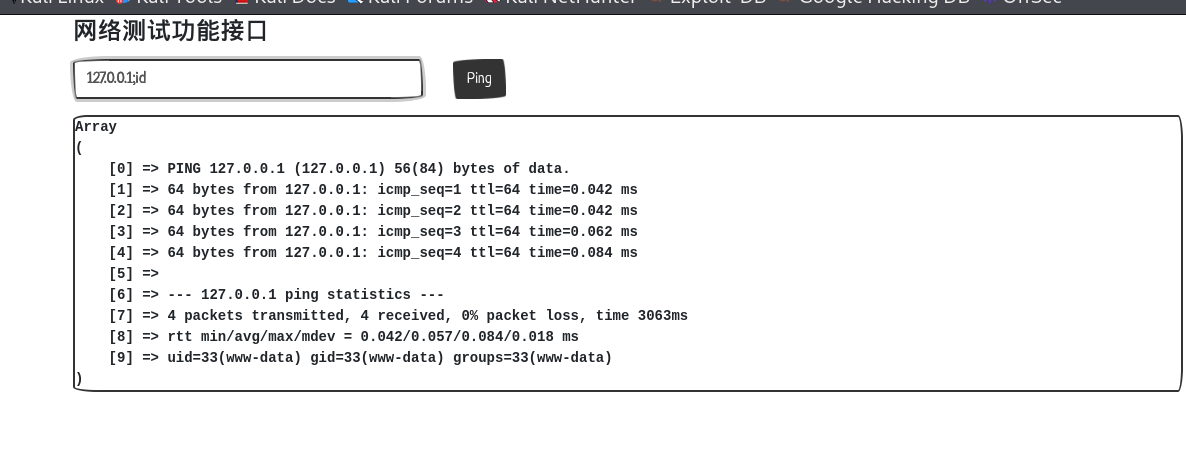 Kali Linux Kali Tools Kali Docs Kali Forums Kali NetHunter Exploit-DB Google Hacking DB OffSec
网络测试功能接口
127.0.0.1;id Ping
Array
(
[0] => PING 127.0.0.1 (127.0.0.1) 56(84) bytes of data.
[1] => 64 bytes from 127.0.0.1: icmp_seq=1 ttl=64 time=0.042 ms
[2] => 64 bytes from 127.0.0.1: icmp_seq=2 ttl=64 time=0.042 ms
[3] => 64 bytes from 127.0.0.1: icmp_seq=3 ttl=64 time=0.062 ms
[4] => 64 bytes from 127.0.0.1: icmp_seq=4 ttl=64 time=0.084 ms
[5] =>
[6] => --- 127.0.0.1 ping statistics ---
[7] => 4 packets transmitted, 4 received, 0% packet loss, time 3063ms
[8] => rtt min/avg/max/mdev = 0.042/0.057/0.084/0.018 ms
[9] => uid=33(www-data) gid=33(www-data) groups=33(www-data)
)